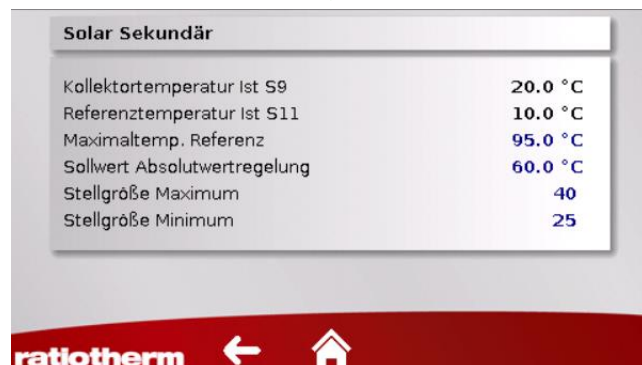 Solar Sekundär
Kollektortemperatur Ist S9 20.0 °C
Referenztemperatur Ist S11 10.0 °C
Maximaltemp. Referenz 95.0 °C
Sollwert Absolutwertregelung 60.0 °C
Stellgröße Maximum 40
Stellgröße Minimum 25
ratiotherm